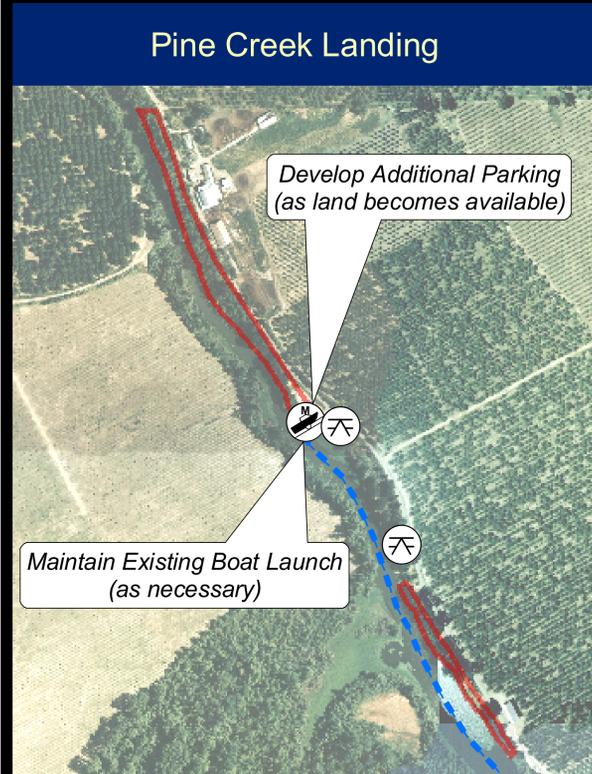 Pine Creek Landing
Develop Additional Parking
(as land becomes available)
M
Maintain Existing Boat Launch
(as necessary)